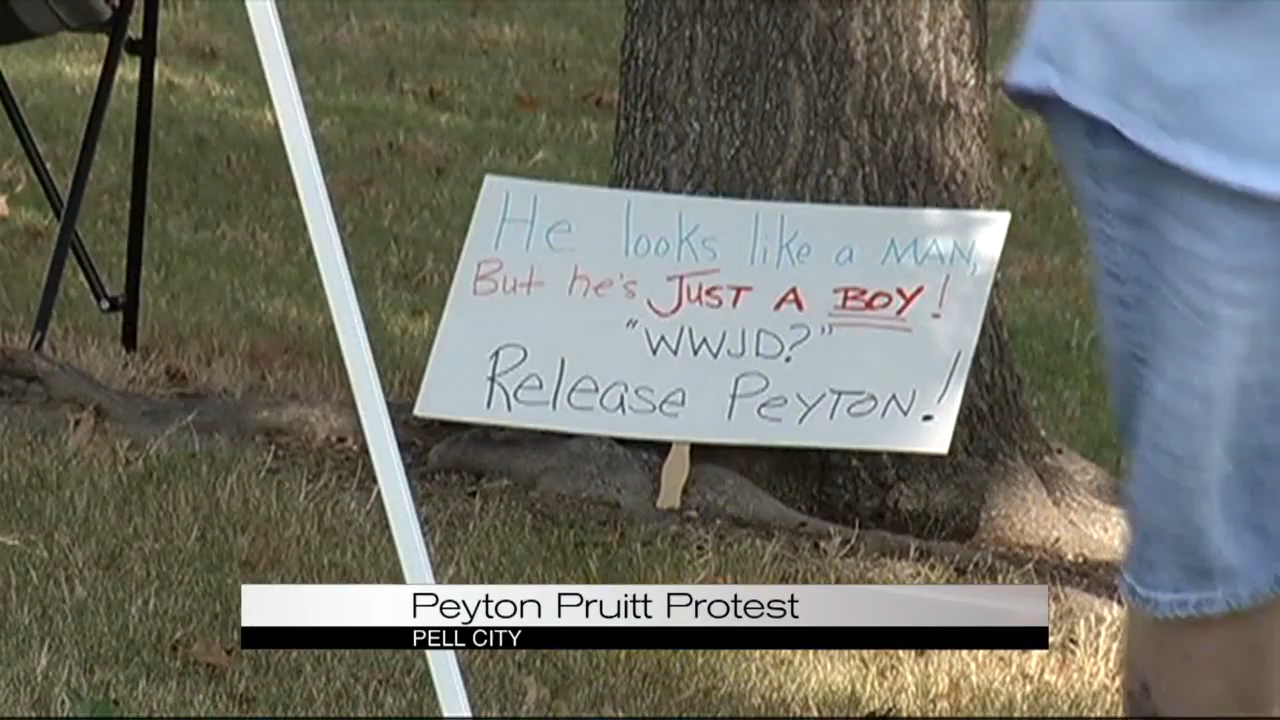 He looks like a MAN,
But he's JUST A BOY!
"WWJD?"
Release PEYTON!
Peyton Pruitt Protest
PELL CITY